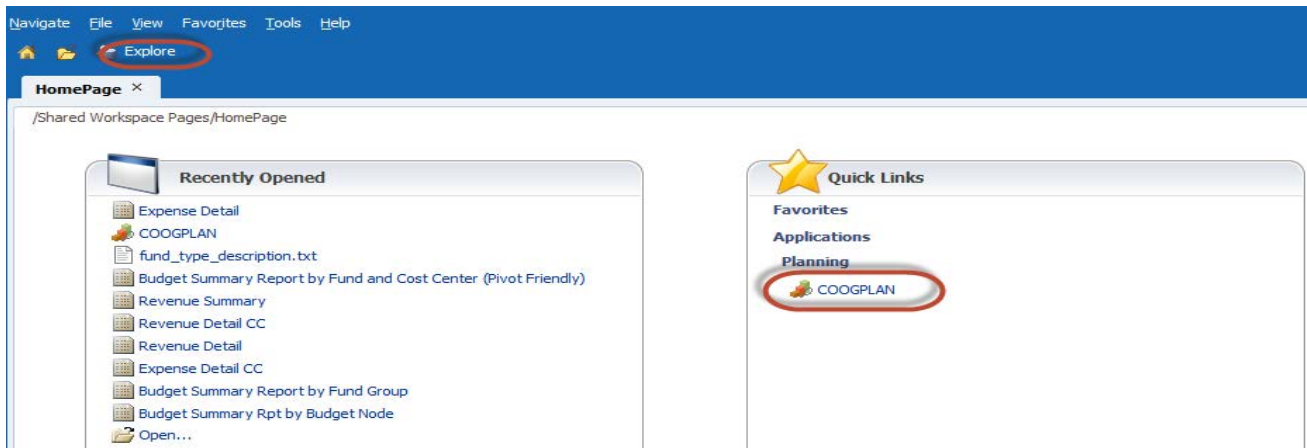 Navigate File View Favorites Tools Help
Explore
HomePage ×
/Shared Workspace Pages/HomePage
Recently Opened
Expense Detail
COOGPLAN
fund_type_description.txt
Budget Summary Report by Fund and Cost Center (Pivot Friendly)
Revenue Summary
Revenue Detail CC
Revenue Detail
Expense Detail CC
Budget Summary Report by Fund Group
Budget Summary Rpt by Budget Node
Open...
Quick Links
Favorites
Applications
Planning
COOGPLAN